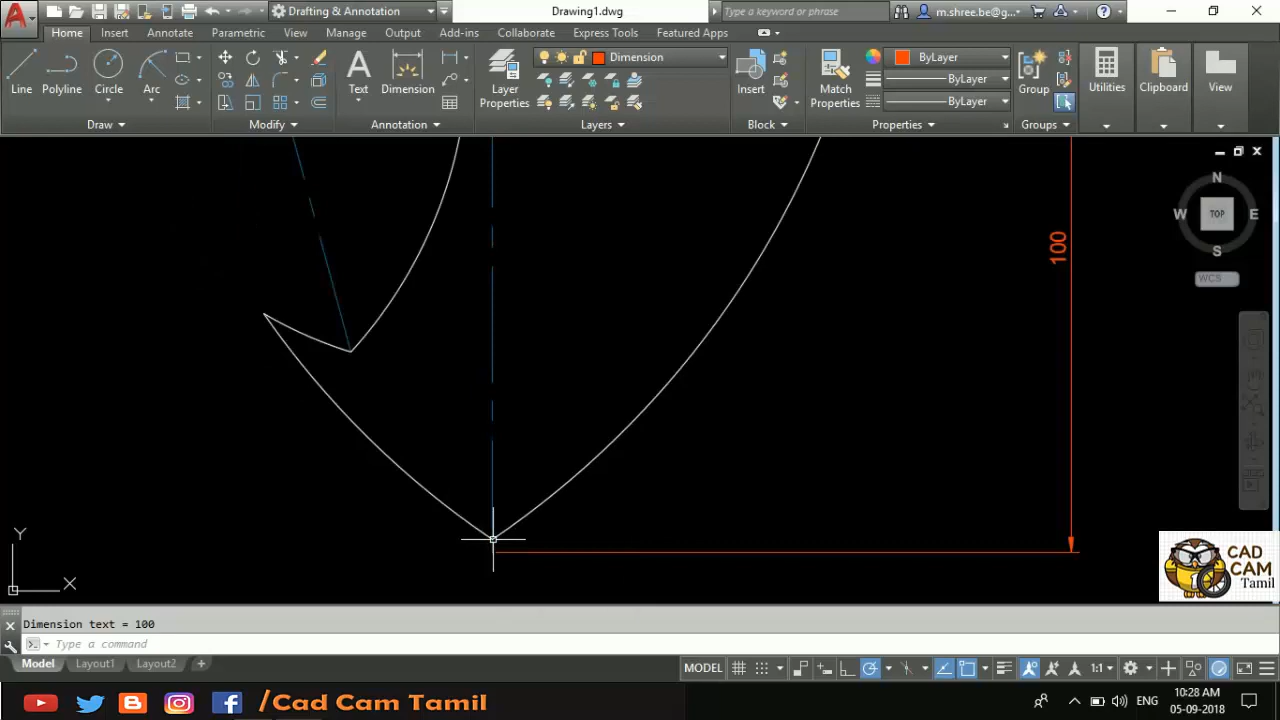 Drafting & Annotation
Drawing1.dwg
Type a keyword or phrase
m.shree.be@g...
Home
Insert
Annotate
Parametric
View
Manage
Output
Add-ins
Collaborate
Express Tools
Featured Apps
Line
Polyline
Circle
Arc
Text
Dimension
Layer
Properties
Dimension
Insert
Match
Properties
ByLayer
ByLayer
ByLayer
Group
Utilities
Clipboard
View
Draw
Modify
Annotation
Layers
Block
Properties
Groups
N
W
TOP
E
S
WCS
100
Y
X
CAD
CAM
Tamil
Dimension text = 100
Type a command
Model
Layout1
Layout2
+
MODEL
1:1
/Cad Cam Tamil
ENG
10:28 AM
05-09-2018